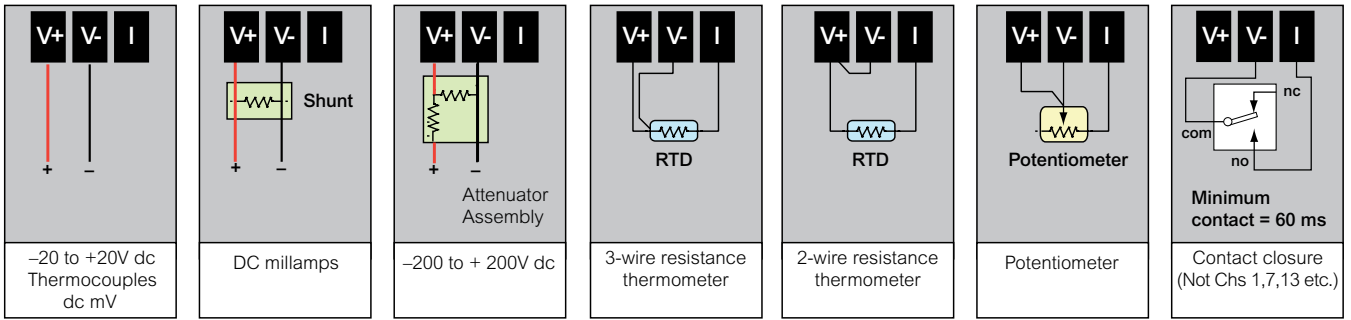 V+ V- I
+ –
–20 to +20V dc
Thermocouples
dc mV
V+ V- I
Shunt
+ –
DC millamps
V+ V- I
+ –
Attenuator
Assembly
–200 to + 200V dc
V+ V- I
RTD
3-wire resistance
thermometer
V+ V- I
RTD
2-wire resistance
thermometer
V+ V- I
Potentiometer
Potentiometer
V+ V- I
nc
com
no
Minimum
contact = 60 ms
Contact closure
(Not Chs 1,7,13 etc.)